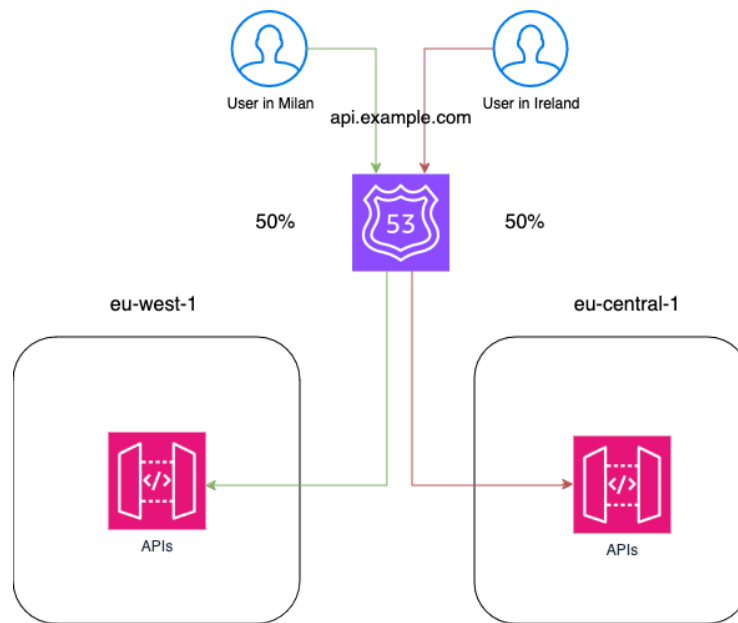 User in Milan
User in Ireland
api.example.com
50%
53
50%
eu-west-1
eu-central-1
</>
APIs
</>
APIs